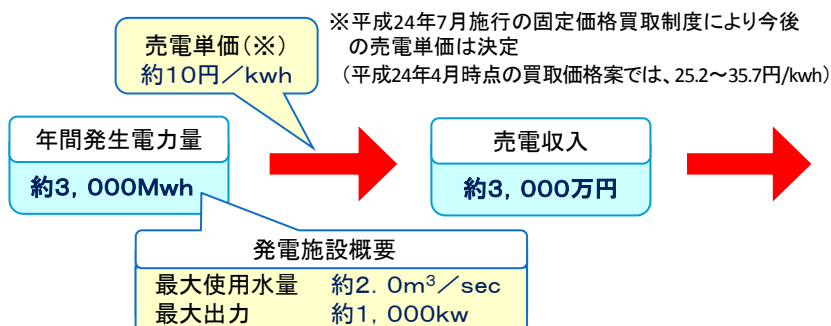 ※平成24年7月施行の固定価格買取制度により今後
の売電単価は決定
（平成24年4月時点の買取価格案では、25.2～35.7円/kwh）
売電単価（※）
約１０円／kwh
年間発生電力量
約３，０００Mwh
売電収入
約３，０００万円
発電施設概要
最大使用水量　約２．０m³／sec
最大出力　約１，０００kw